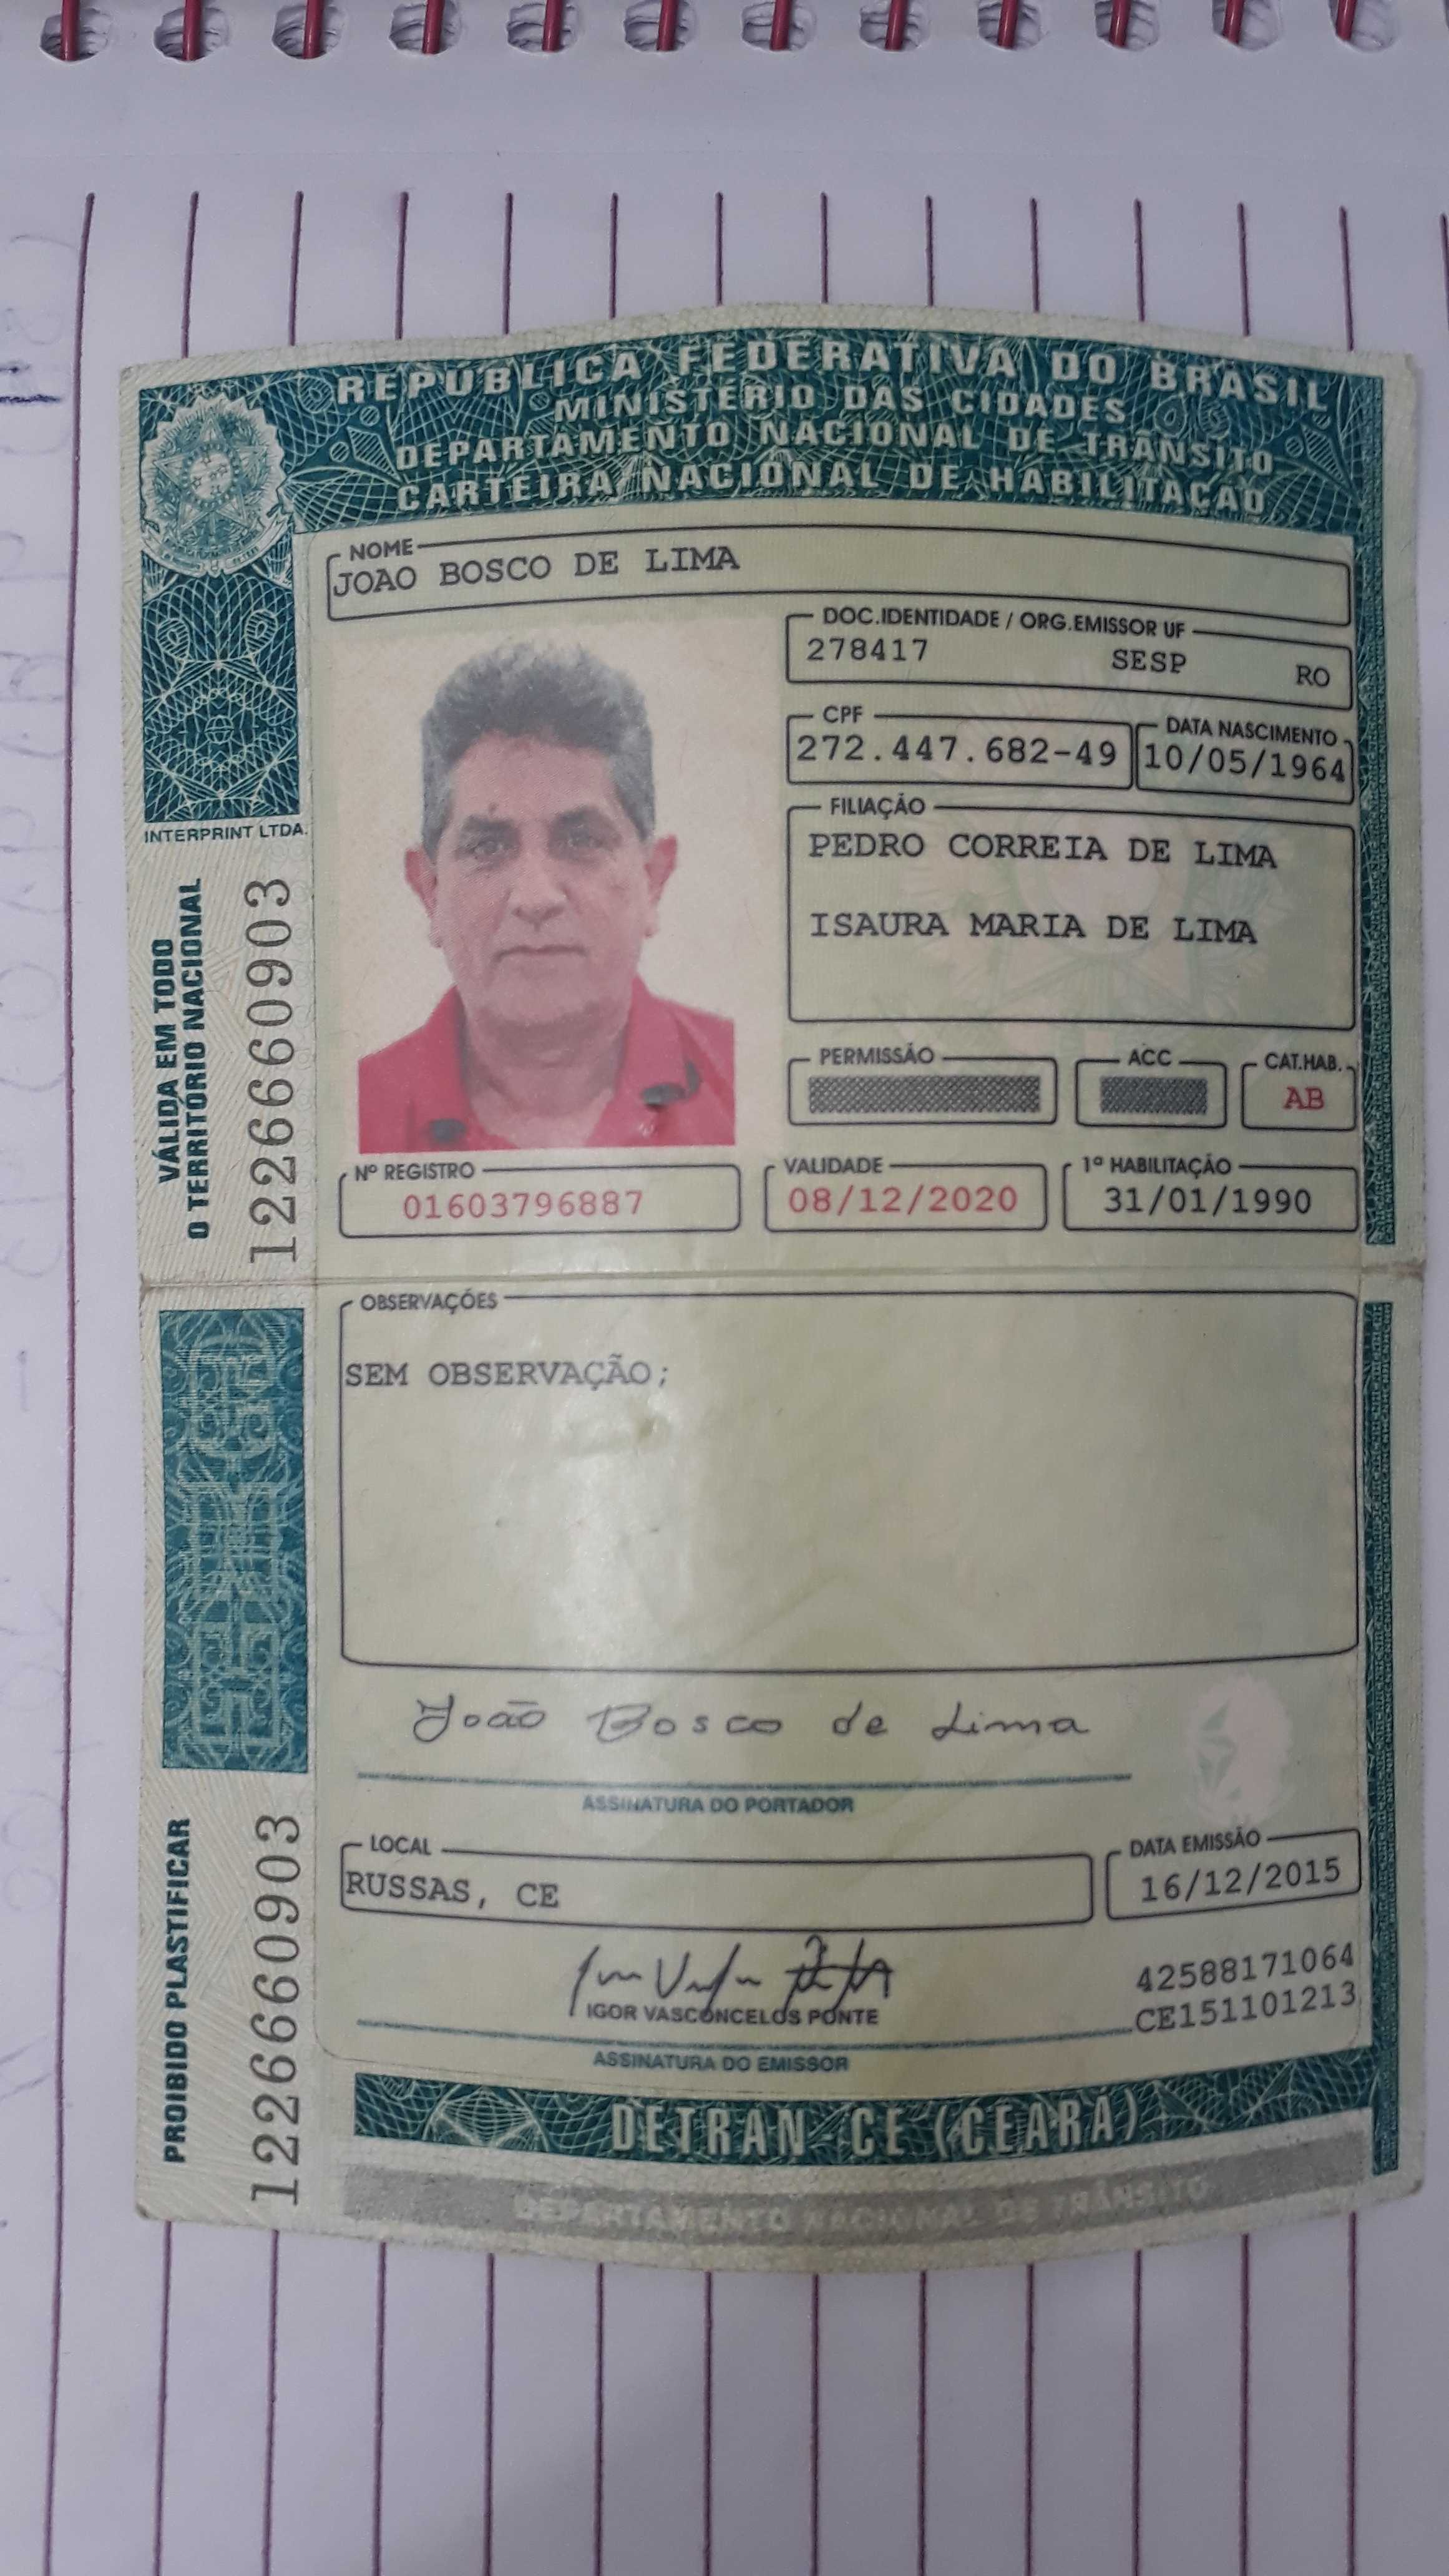 REPÚBLICA FEDERATIVA DO BRASIL
MINISTÉRIO DAS CIDADES
DEPARTAMENTO NACIONAL DE TRÂNSITO
CARTEIRA NACIONAL DE HABILITAÇÃO
NOME
JOAO BOSCO DE LIMA
DOC.IDENTIDADE / ORG.EMISSOR UF
278417 SESP RO
CPF
272.447.682-49
DATA NASCIMENTO
10/05/1964
FILIAÇÃO
PEDRO CORREIA DE LIMA
ISAURA MARIA DE LIMA
PERMISSÃO
ACC
CAT.HAB.
AB
Nº REGISTRO
01603796887
VALIDADE
08/12/2020
1ª HABILITAÇÃO
31/01/1990
INTERPRINT LTDA.
VÁLIDA EM TODO
O TERRITÓRIO NACIONAL
1226660903
OBSERVAÇÕES
SEM OBSERVAÇÃO;
João Bosco de Lima
ASSINATURA DO PORTADOR
LOCAL
RUSSAS, CE
DATA EMISSÃO
16/12/2015
IGOR VASCONCELOS PONTE
ASSINATURA DO EMISSOR
42588171064
CE151101213
PROIBIDO PLASTIFICAR
1226660903
DETRAN-CE (CEARÁ)
DEPARTAMENTO NACIONAL DE TRÂNSITO